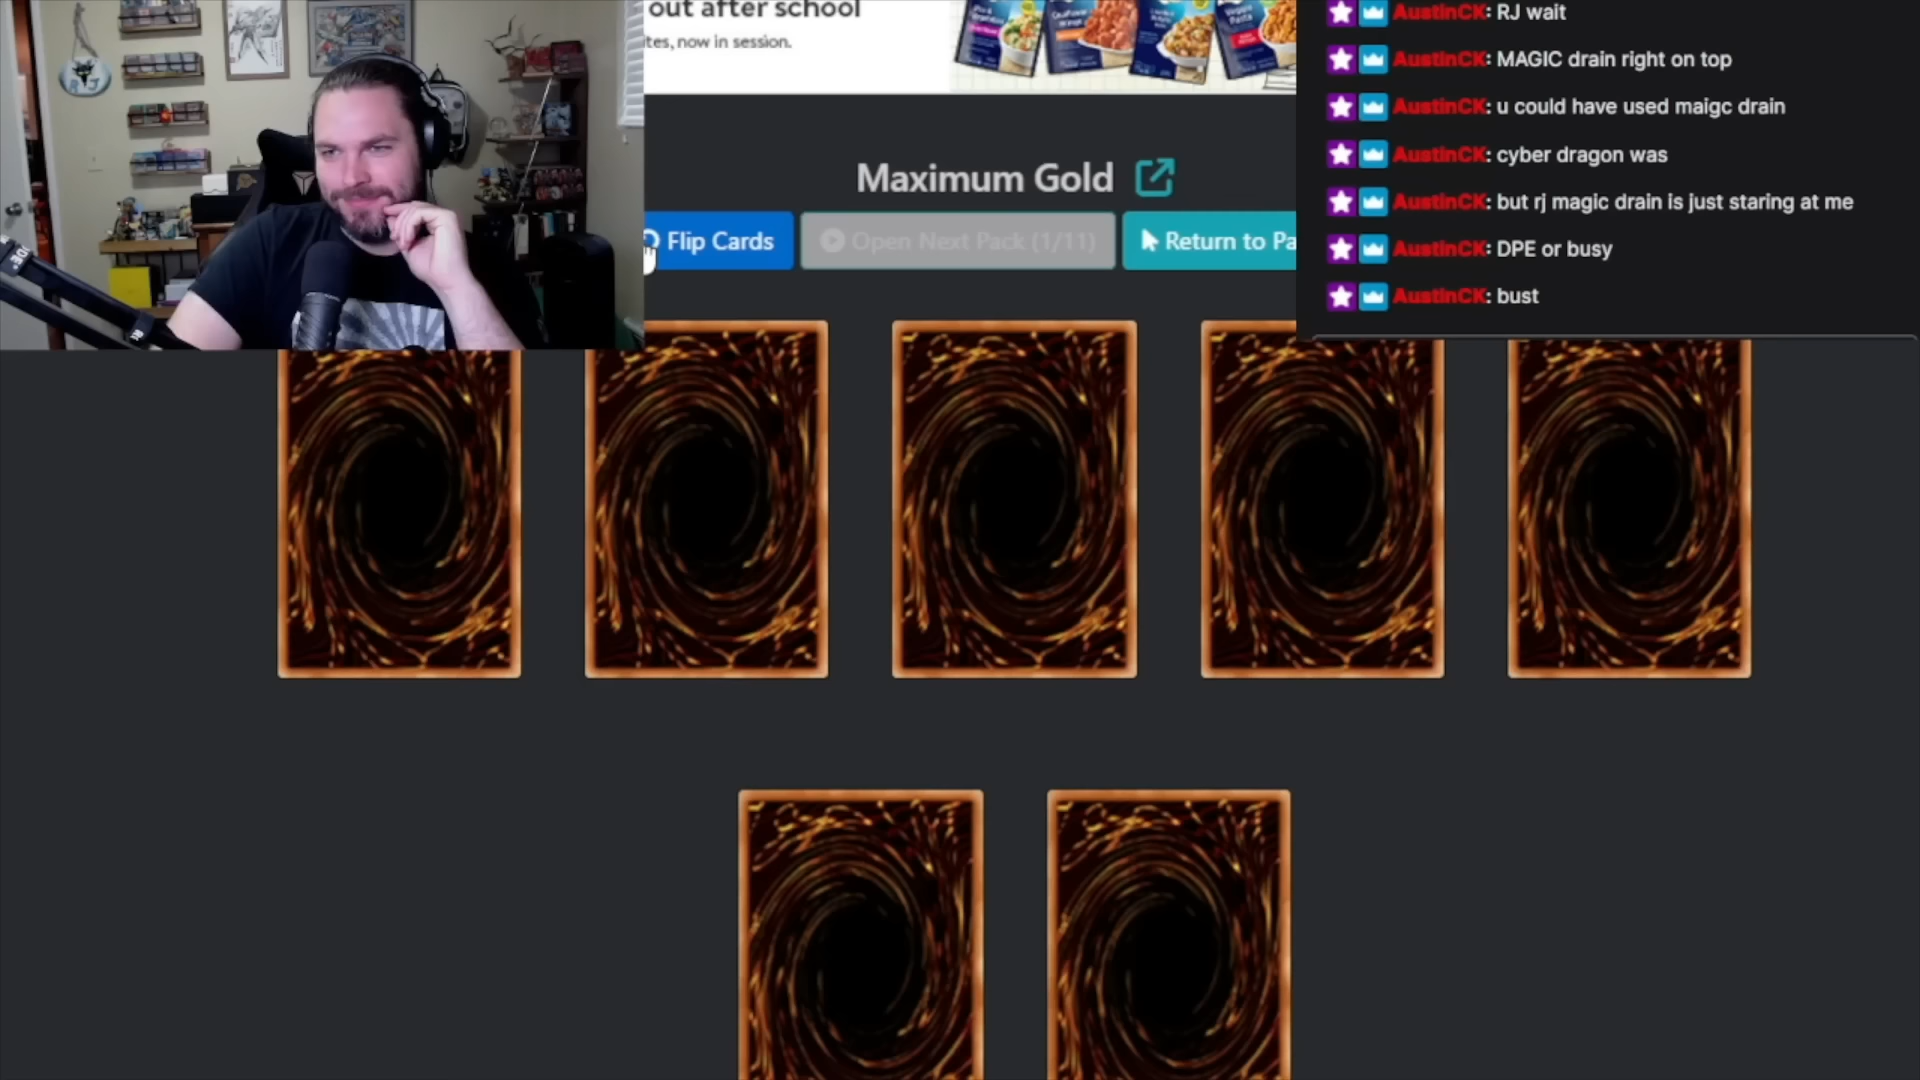 out after school
tes, now in session.
Maximum Gold
Flip Cards
Open Next Pack (1/11)
Return to Pa
AustinCK: RJ wait
AustinCK: MAGIC drain right on top
AustinCK: u could have used maigc drain
AustinCK: cyber dragon was
AustinCK: but rj magic drain is just staring at me
AustinCK: DPE or busy
AustinCK: bust